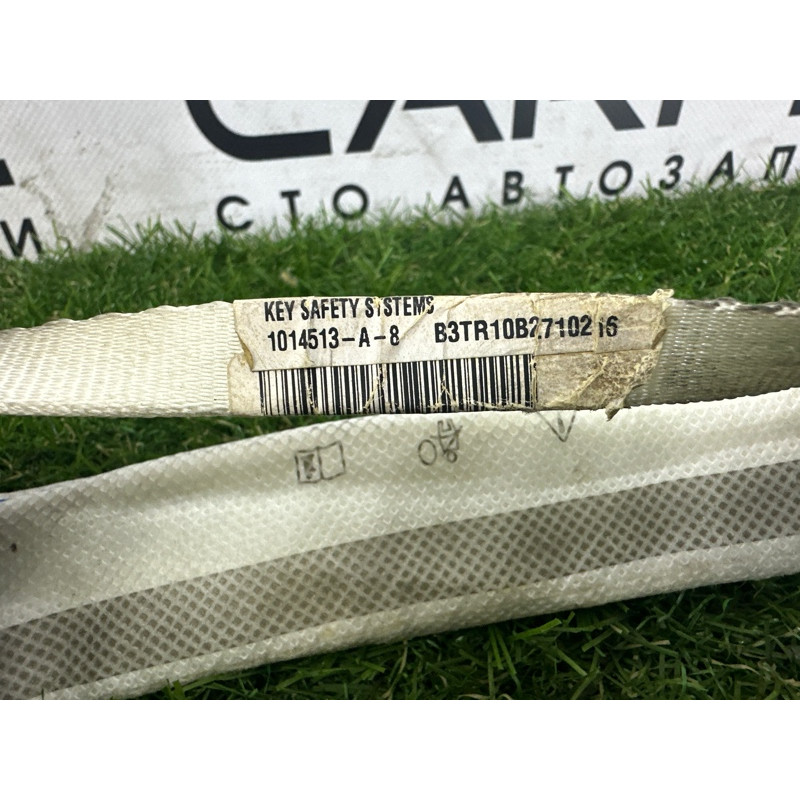 СТО АВТОЗАП
KEY SAFETY SYSTEMS
1014513-A-8 B3TR10B2710216